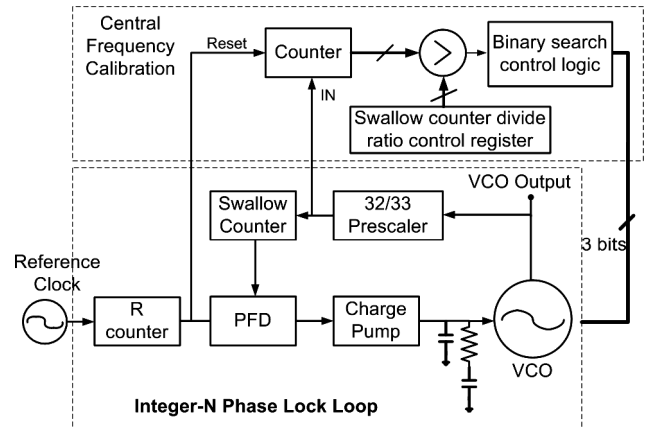 Central
Frequency
Calibration
Reset
Counter
>
Binary search
control logic
IN
Swallow counter divide
ratio control register
VCO Output
Swallow
Counter
32/33
Prescaler
3 bits
Reference
Clock
R
counter
PFD
Charge
Pump
VCO
Integer-N Phase Lock Loop